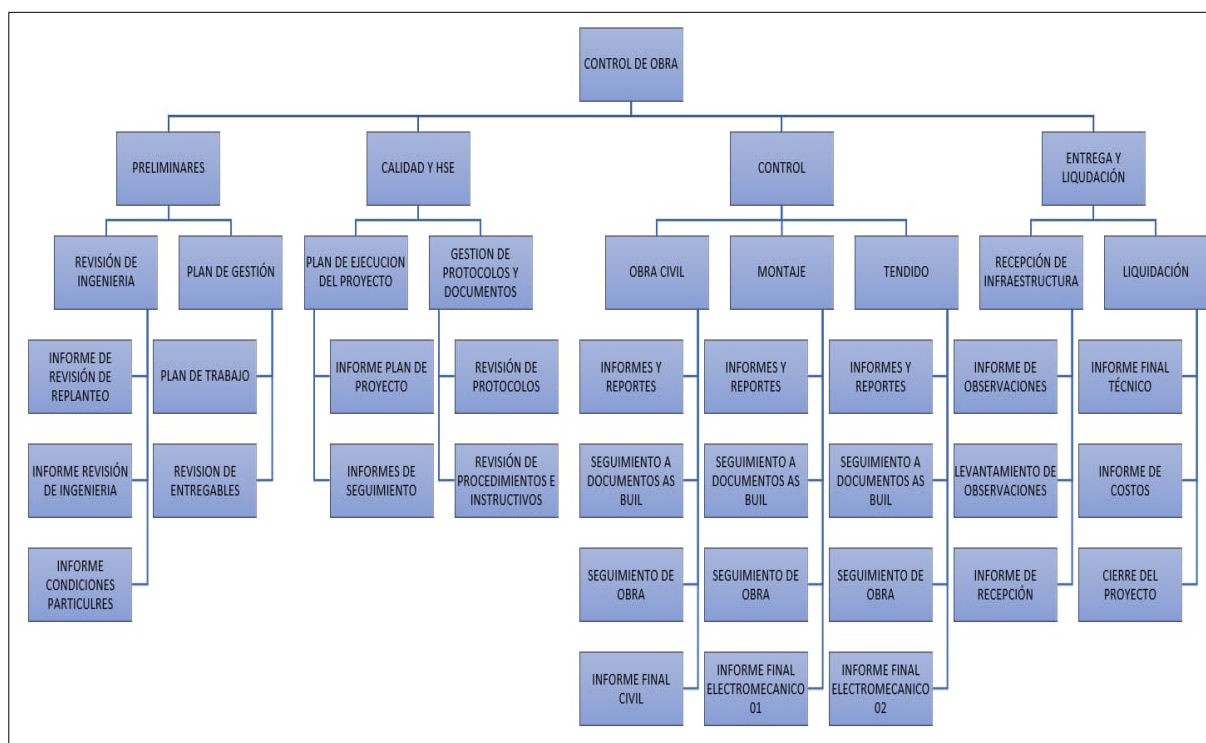 CONTROL DE OBRA
PRELIMINARES
CALIDAD Y HSE
CONTROL
ENTREGA Y
LIQUDACIÓN
REVISIÓN DE
INGENIERIA
PLAN DE GESTIÓN
PLAN DE EJECUCION
DEL PROYECTO
GESTION DE
PROTOCOLOS Y
DOCUMENTOS
OBRA CIVIL
MONTAJE
TENDIDO
RECEPCIÓN DE
INFRAESTRUCTURA
LIQUIDACIÓN
INFORME DE
REVISIÓN DE
REPLANTEO
PLAN DE TRABAJO
INFORME PLAN DE
PROYECTO
REVISIÓN DE
PROTOCOLOS
INFORMES Y
REPORTES
INFORMES Y
REPORTES
INFORMES Y
REPORTES
INFORME DE
OBSERVACIONES
INFORME FINAL
TÉCNICO
INFORME REVISIÓN
DE INGENIERIA
REVISION DE
ENTREGABLES
INFORMES DE
SEGUIMIENTO
REVISIÓN DE
PROCEDIMIENTOS E
INSTRUCTIVOS
SEGUIMIENTO A
DOCUMENTOS AS
BUIL
SEGUIMIENTO A
DOCUMENTOS AS
BUIL
SEGUIMIENTO A
DOCUMENTOS AS
BUIL
LEVANTAMIENTO DE
OBSERVACIONES
INFORME DE
COSTOS
INFORME
CONDICIONES
PARTICULRES
SEGUIMIENTO DE
OBRA
SEGUIMIENTO DE
OBRA
SEGUIMIENTO DE
OBRA
INFORME DE
RECEPCIÓN
CIERRE DEL
PROYECTO
INFORME FINAL
CIVIL
INFORME FINAL
ELECTROMECANICO
01
INFORME FINAL
ELECTROMECANICO
02